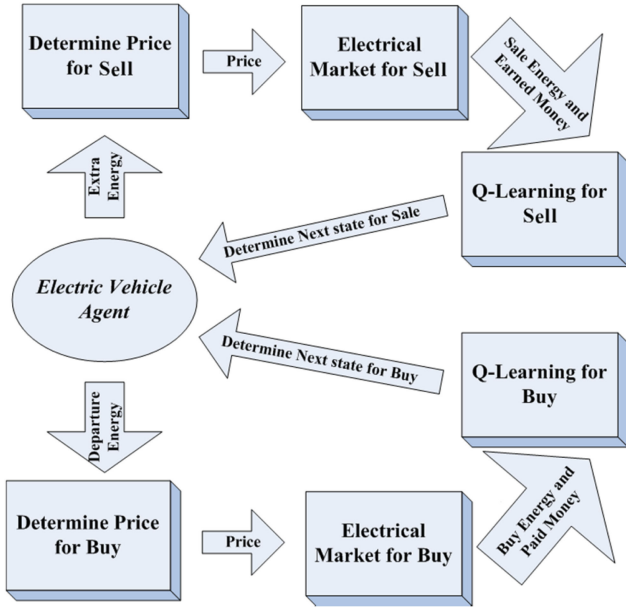 Determine Price
for Sell
Price
Electrical
Market for Sell
Sale Energy and
Earned Money
Extra
Energy
Q-Learning for
Sell
Determine Next state for Sale
Electric Vehicle
Agent
Determine Next state for Buy
Q-Learning for
Buy
Departure
Energy
Determine Price
for Buy
Price
Electrical
Market for Buy
Buy Energy and
Paid Money